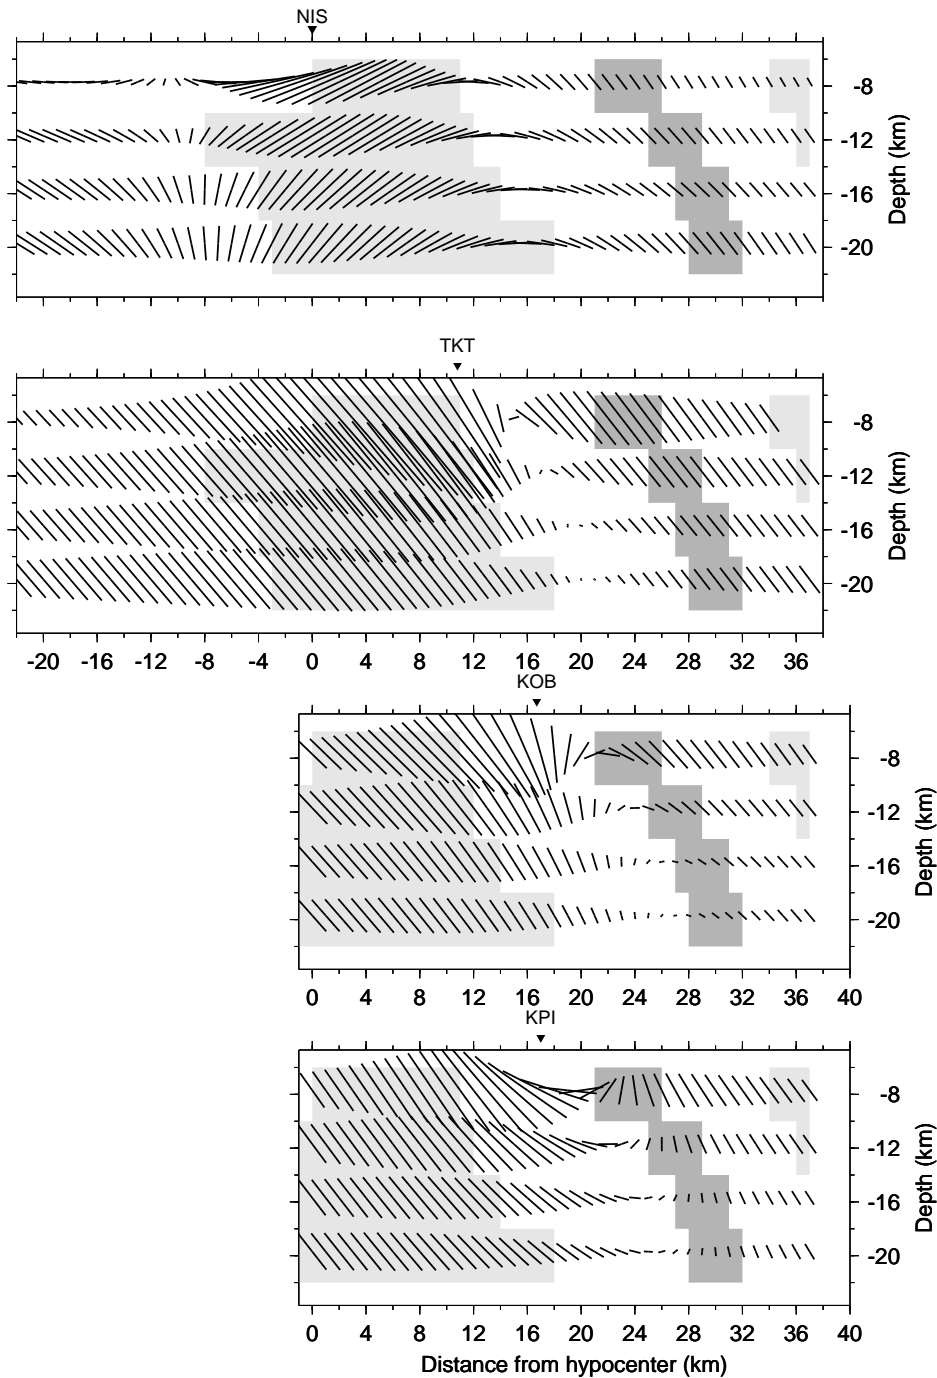 NIS
-8
-12
-16
-20
Depth (km)
TKT
-8
-12
-16
-20
Depth (km)
-20 -16 -12 -8 -4 0 4 8 12 16 20 24 28 32 36
KOB
-8
-12
-16
-20
Depth (km)
0 4 8 12 16 20 24 28 32 36 40
KPI
-8
-12
-16
-20
Depth (km)
0 4 8 12 16 20 24 28 32 36 40
Distance from hypocenter (km)